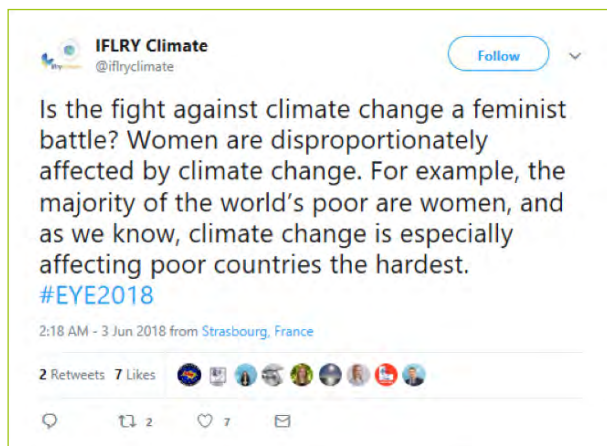 IFLRY Climate
@iflryclimate
Follow
Is the fight against climate change a feminist
battle? Women are disproportionately
affected by climate change. For example, the
majority of the world's poor are women, and
as we know, climate change is especially
affecting poor countries the hardest.
#EYE2018
2:18 AM - 3 Jun 2018 from Strasbourg, France
2 Retweets 7 Likes
2 7